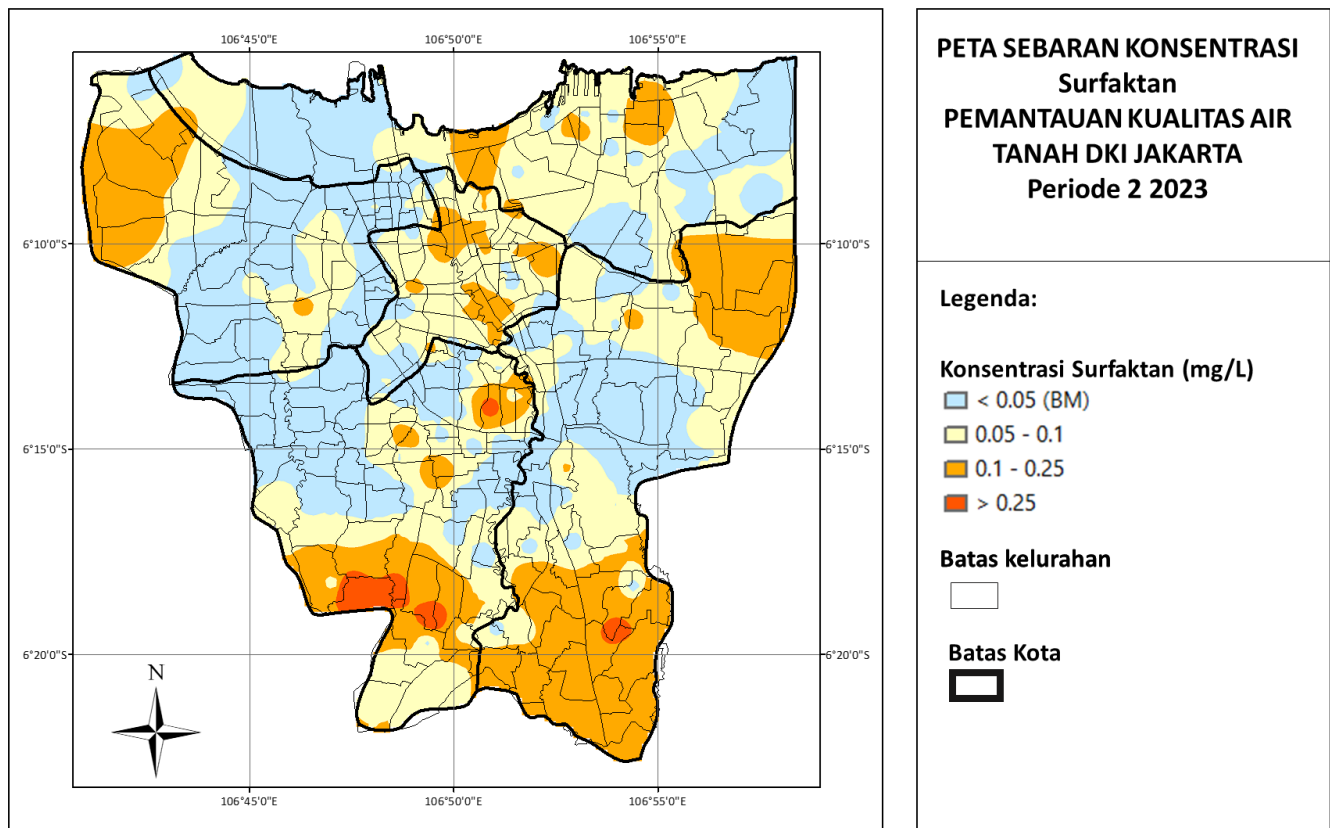 106°45'0"E 106°50'0"E 106°55'0"E
6°10'0"S 6°10'0"S
6°15'0"S 6°15'0"S
6°20'0"S 6°20'0"S
N
106°45'0"E 106°50'0"E 106°55'0"E
PETA SEBARAN KONSENTRASI
Surfaktan
PEMANTAUAN KUALITAS AIR
TANAH DKI JAKARTA
Periode 2 2023
Legenda:
Konsentrasi Surfaktan (mg/L)
< 0.05 (BM)
0.05 - 0.1
0.1 - 0.25
> 0.25
Batas kelurahan
Batas Kota